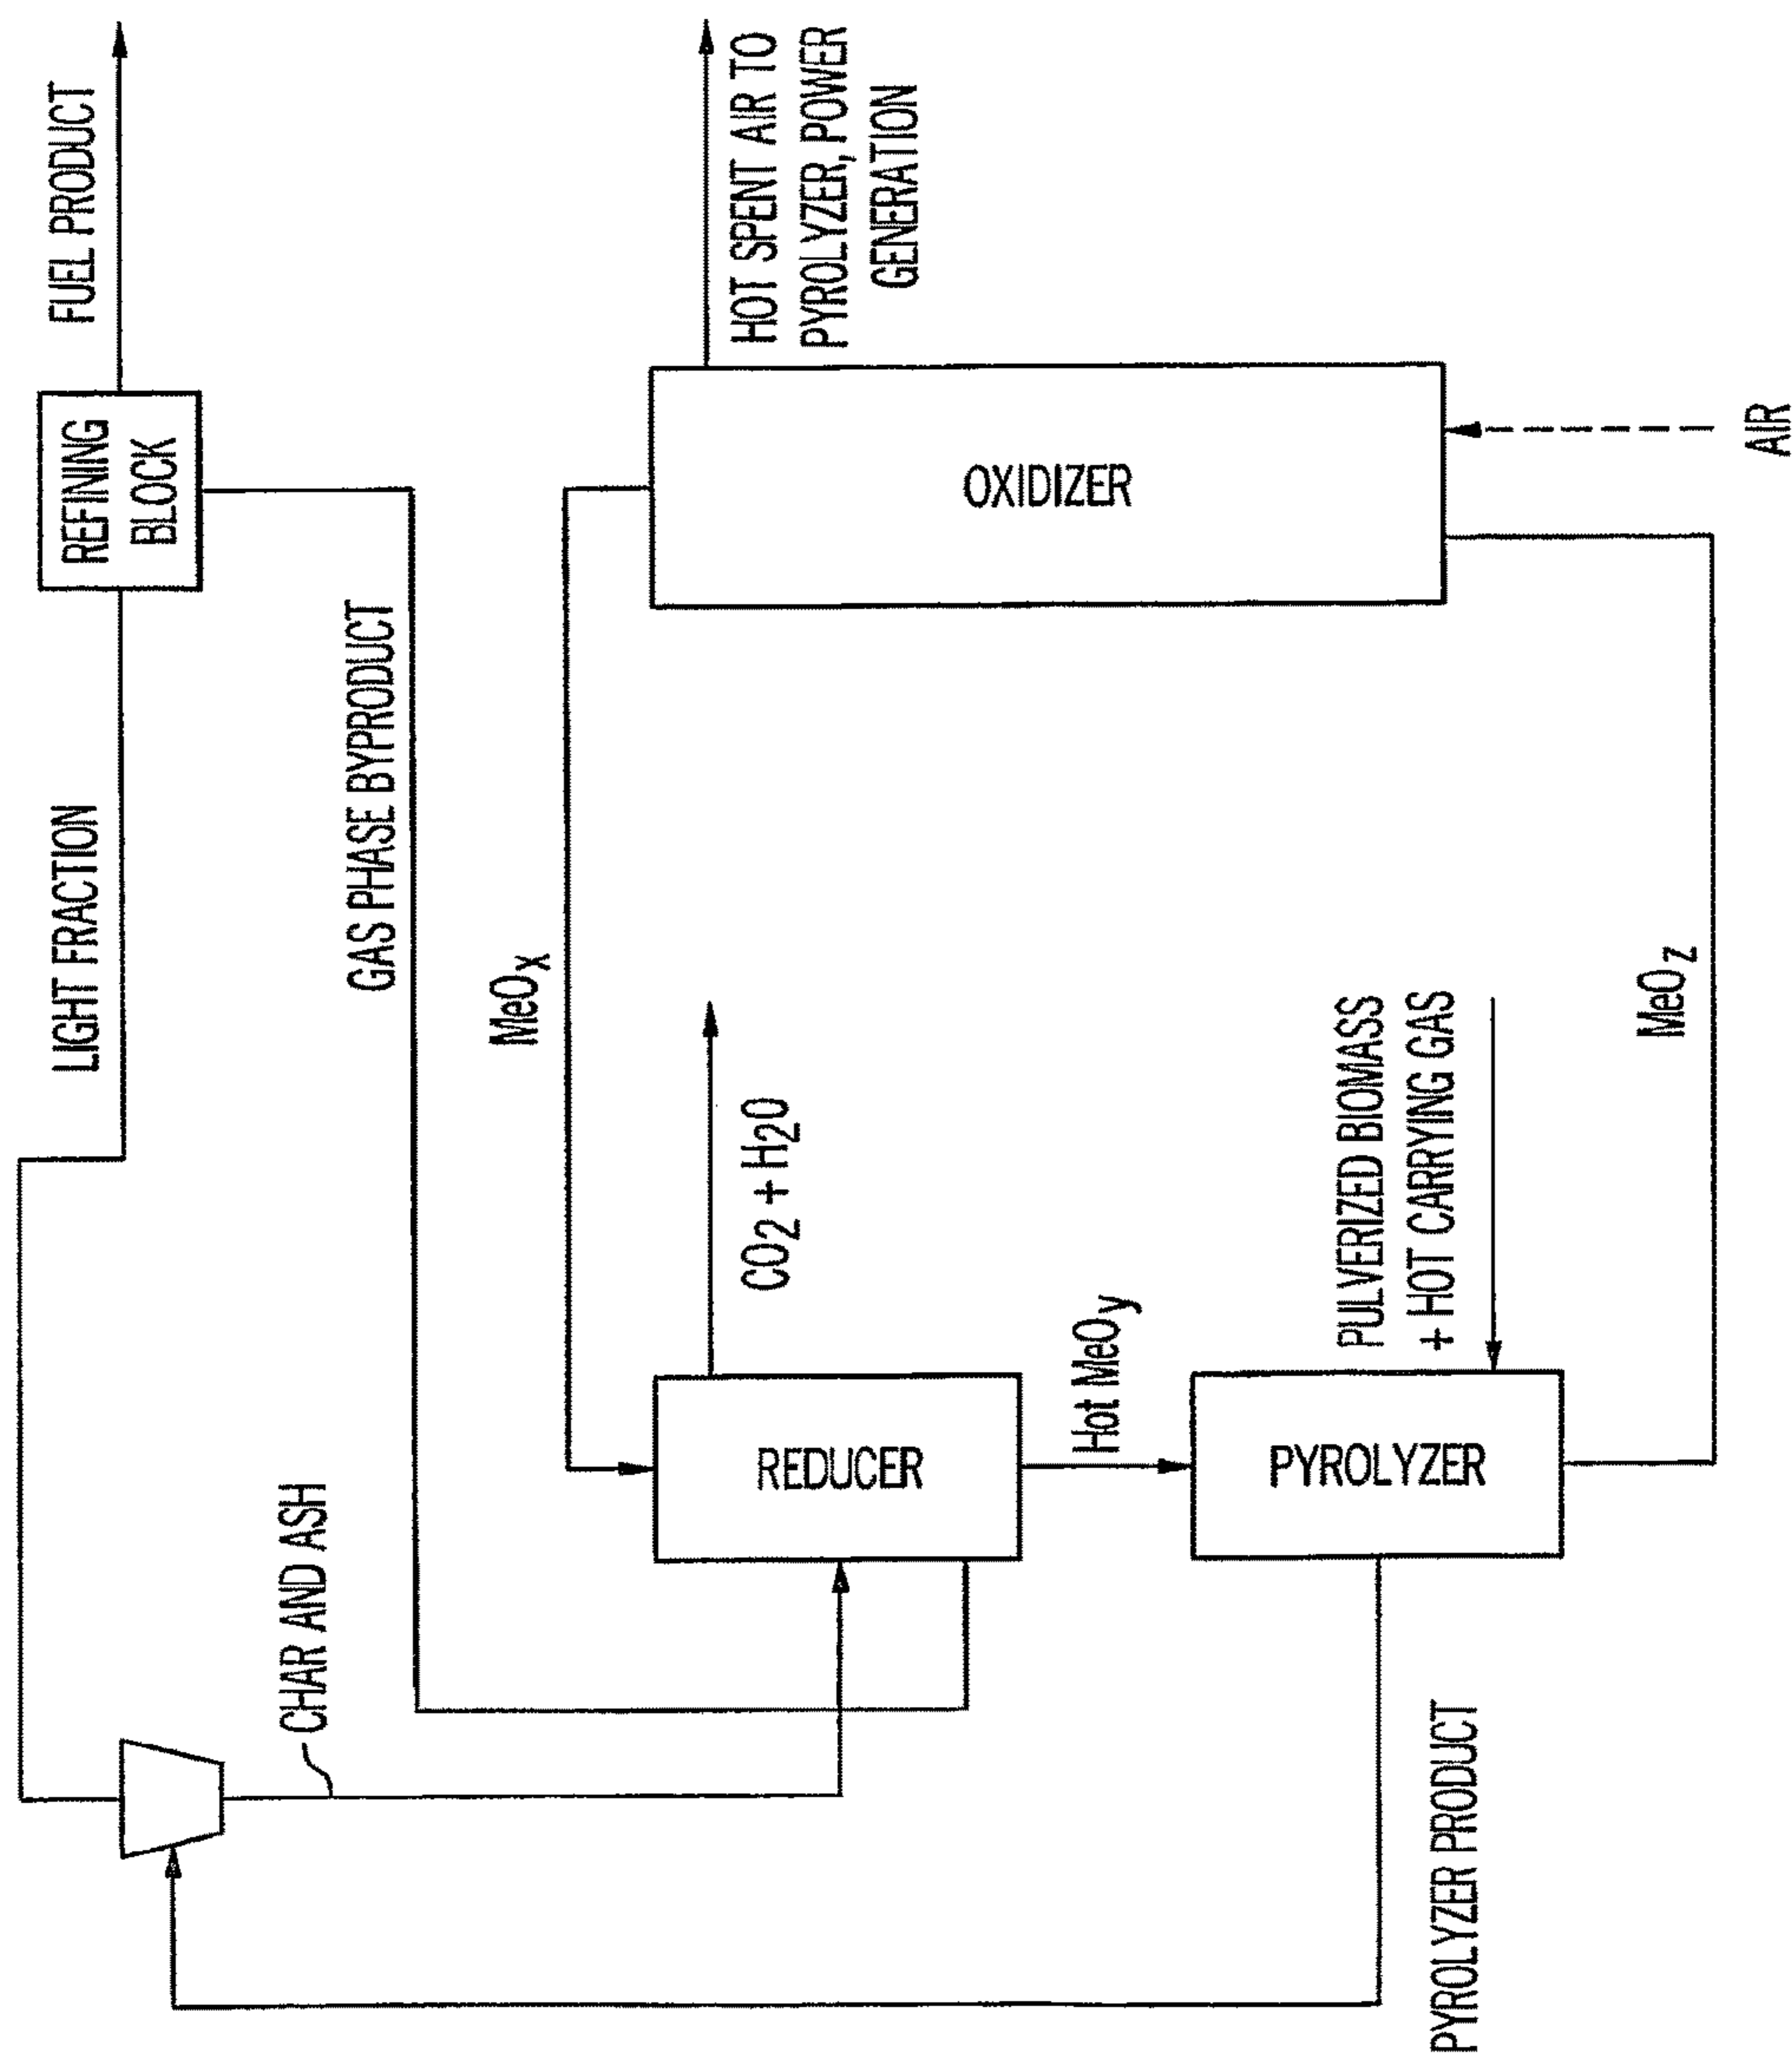 FUEL PRODUCT
REFINING
BLOCK
LIGHT FRACTION
GAS PHASE BYPRODUCT
CHAR AND ASH
HOT SPENT AIR TO
PYROLYZER, POWER
GENERATION
OXIDIZER
AIR
MeOx
CO2 + H2O
REDUCER
Hot MeOy
PULVERIZED BIOMASS
+ HOT CARRYING GAS
PYROLYZER
MeOz
PYROLYZER PRODUCT